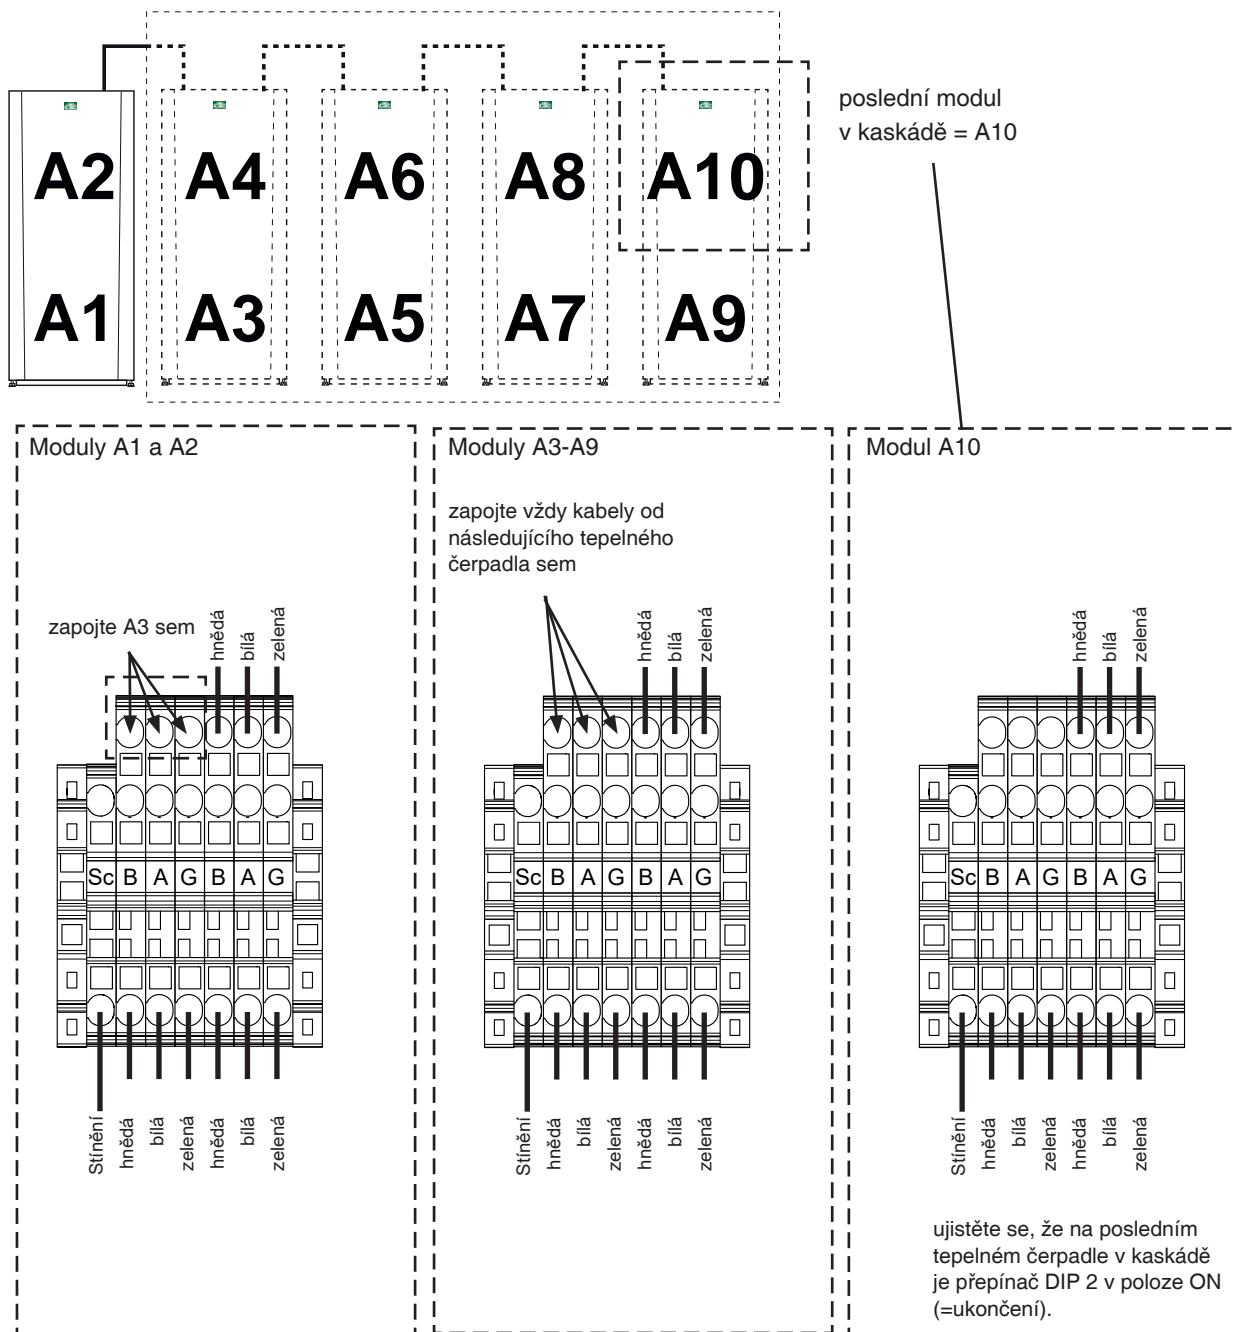 A2
A4
A6
A8
A10
A1
A3
A5
A7
A9
poslední modul
v kaskádě = A10
Moduly A1 a A2
zapojte A3 sem
hnědá
bílá
zelená
Sc B A G B A G
Stínění
hnědá
bílá
zelená
hnědá
bílá
zelená
Moduly A3-A9
zapojte vždy kabely od
následujícího tepelného
čerpadla sem
hnědá
bílá
zelená
Sc B A G B A G
Stínění
hnědá
bílá
zelená
hnědá
bílá
zelená
Modul A10
hnědá
bílá
zelená
Sc B A G B A G
Stínění
hnědá
bílá
zelená
hnědá
bílá
zelená
ujistěte se, že na posledním
tepelném čerpadle v kaskádě
je přepínač DIP 2 v poloze ON
(=ukončení).